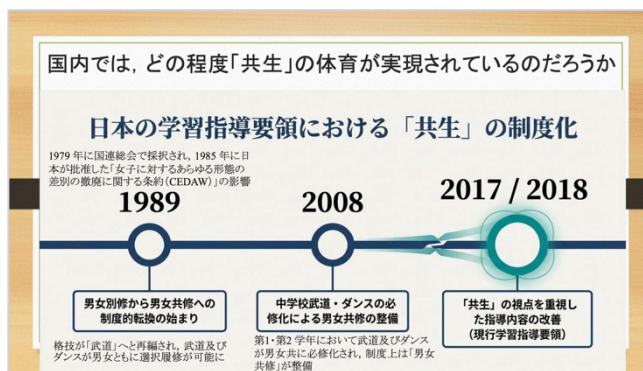 国内では，どの程度「共生」の体育が実現されているのだろうか
日本の学習指導要領における「共生」の制度化
1979 年に国連総会で採択され，1985 年に日
本が批准した「女子に対するあらゆる形態の
差別の撤廃に関する条約（CEDAW）」の影響
1989
2008
2017 / 2018
男女別修から男女共修への
制度的転換の始まり
格技が「武道」へと再編され，武道及び
ダンスが男女ともに選択履修が可能に
中学校武道・ダンスの必
修化による男女共修の整備
第1・第2 学年において武道及びダンス
が男女共に必修化され，制度上は「男女
共修」が整備
「共生」の視点を重視し
た指導内容の改善
（現行学習指導要領）